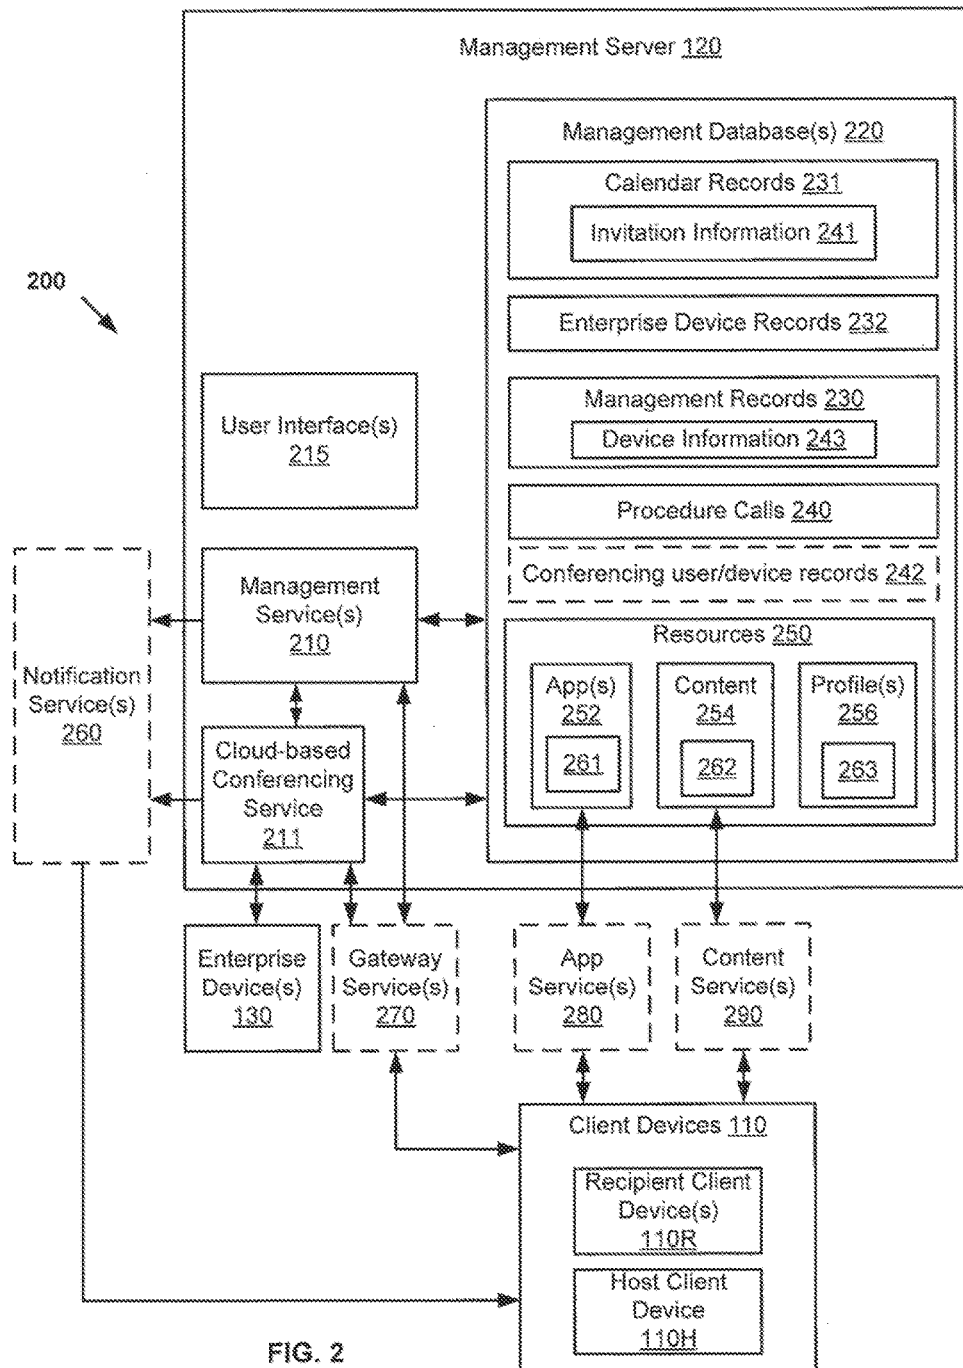 Management Server 120
Management Database(s) 220
Calendar Records 231
Invitation Information 241
200
Enterprise Device Records 232
Management Records 230
Device Information 243
User Interface(s)
215
Procedure Calls 240
Conferencing user/device records 242
Management
Service(s)
210
Resources 250
App(s)
252
261
Content
254
262
Profile(s)
256
263
Notification
Service(s)
260
Cloud-based
Conferencing
Service
211
Enterprise
Device(s)
130
Gateway
Service(s)
270
App
Service(s)
280
Content
Service(s)
290
Client Devices 110
Recipient Client
Device(s)
110R
Host Client
Device
110H
FIG. 2